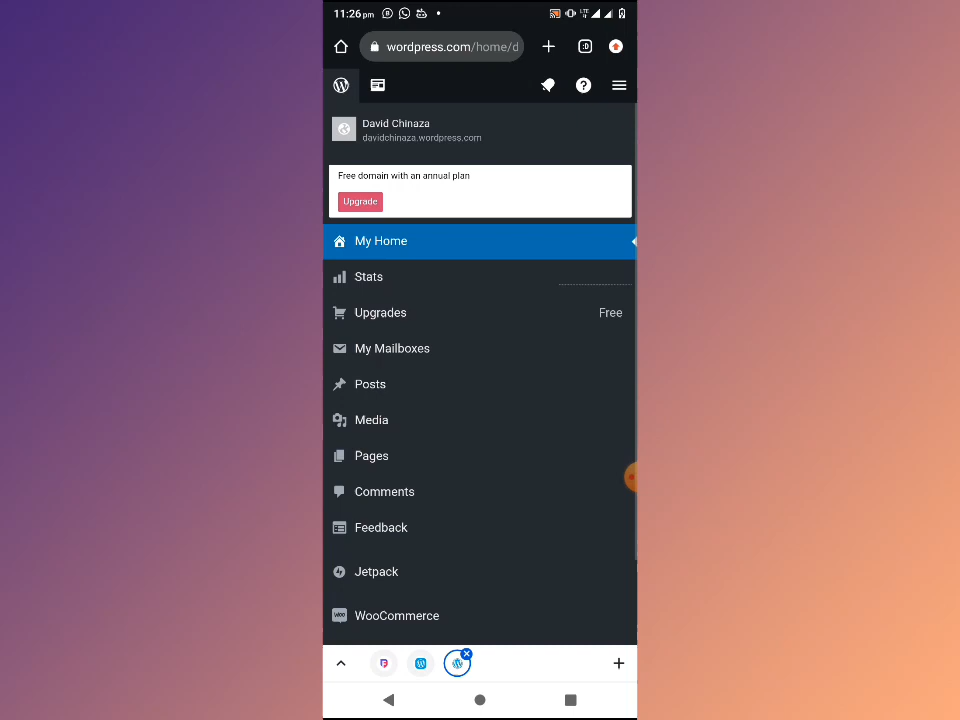 11:26 pm
wordpress.com/home/d
:D
David Chinaza
davidchinaza.wordpress.com
Free domain with an annual plan
Upgrade
My Home
Stats
Upgrades Free
My Mailboxes
Posts
Media
Pages
Comments
Feedback
Jetpack
WooCommerce